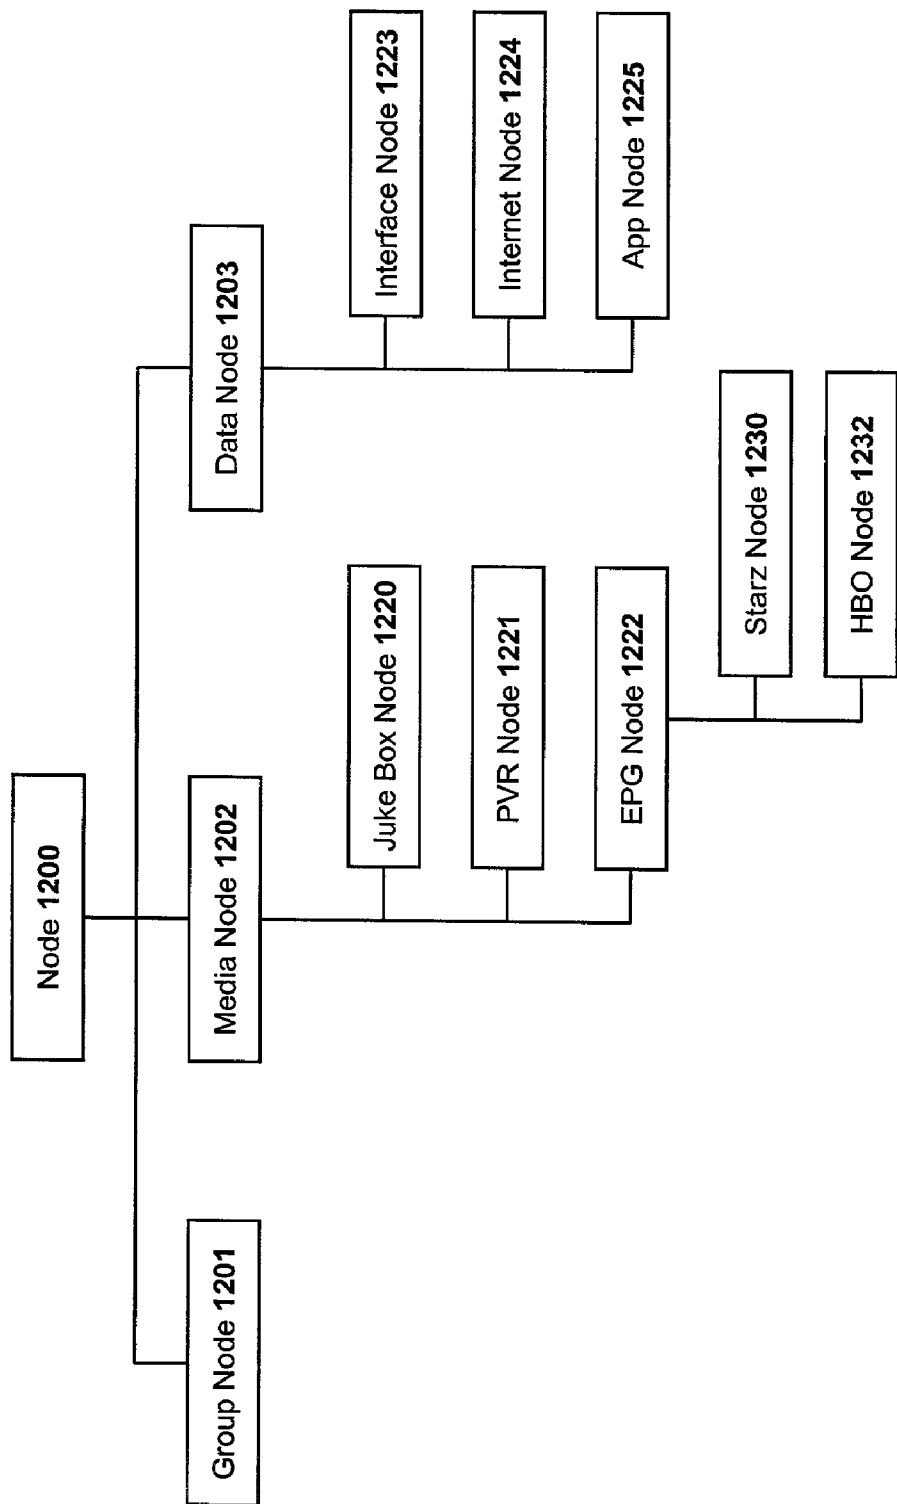 Node 1200
Group Node 1201
Media Node 1202
Data Node 1203
Juke Box Node 1220
PVR Node 1221
EPG Node 1222
Starz Node 1230
HBO Node 1232
Interface Node 1223
Internet Node 1224
App Node 1225